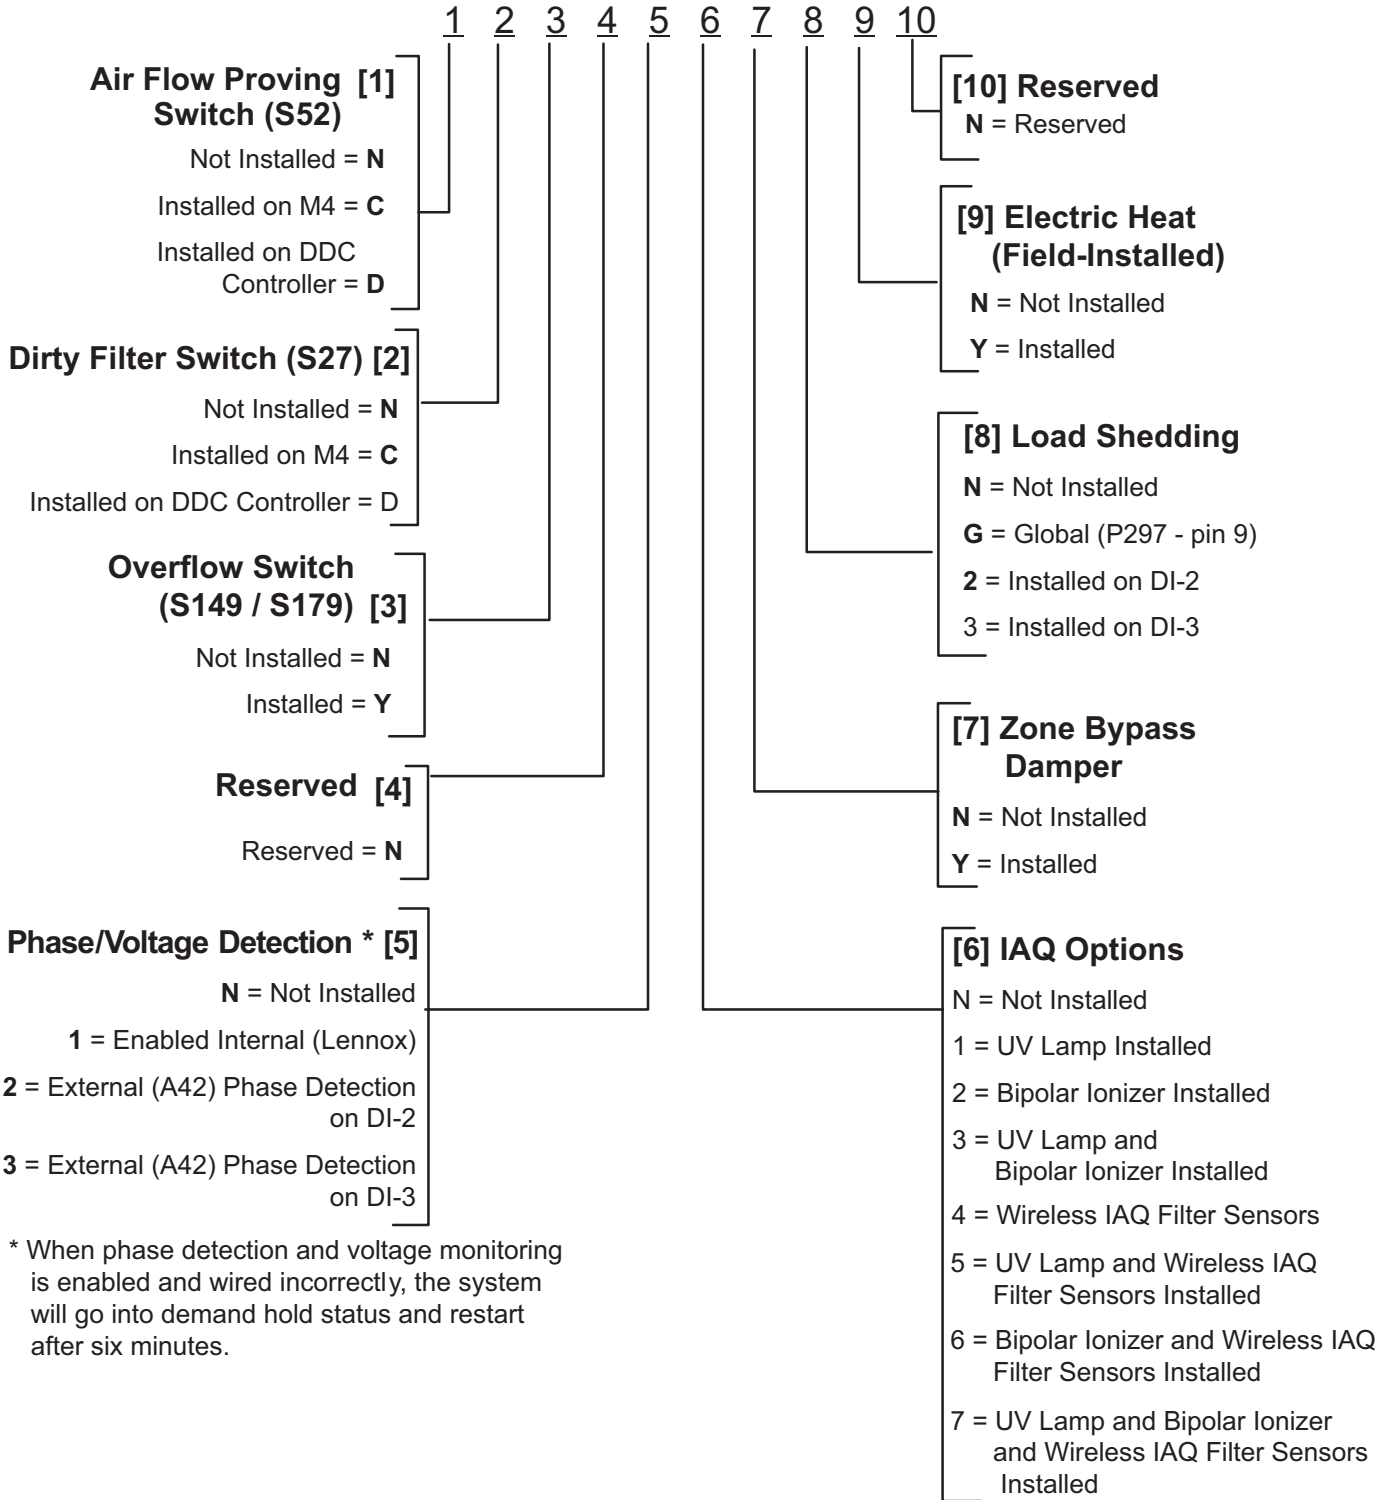 1 2 3 4 5 6 7 8 9 10
Air Flow Proving [1]
Switch (S52)
Not Installed = N
Installed on M4 = C
Installed on DDC
Controller = D
Dirty Filter Switch (S27) [2]
Not Installed = N
Installed on M4 = C
Installed on DDC Controller = D
Overflow Switch
(S149 / S179) [3]
Not Installed = N
Installed = Y
Reserved [4]
Reserved = N
Phase/Voltage Detection * [5]
N = Not Installed
1 = Enabled Internal (Lennox)
2 = External (A42) Phase Detection
on DI-2
3 = External (A42) Phase Detection
on DI-3
* When phase detection and voltage monitoring
is enabled and wired incorrectly, the system
will go into demand hold status and restart
after six minutes.
[10] Reserved
N = Reserved
[9] Electric Heat
(Field-Installed)
N = Not Installed
Y = Installed
[8] Load Shedding
N = Not Installed
G = Global (P297 - pin 9)
2 = Installed on DI-2
3 = Installed on DI-3
[7] Zone Bypass
Damper
N = Not Installed
Y = Installed
[6] IAQ Options
N = Not Installed
1 = UV Lamp Installed
2 = Bipolar Ionizer Installed
3 = UV Lamp and
Bipolar Ionizer Installed
4 = Wireless IAQ Filter Sensors
5 = UV Lamp and Wireless IAQ
Filter Sensors Installed
6 = Bipolar Ionizer and Wireless IAQ
Filter Sensors Installed
7 = UV Lamp and Bipolar Ionizer
and Wireless IAQ Filter Sensors
Installed